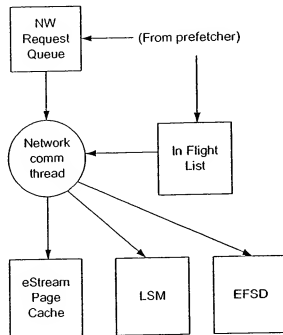 NW
Request
Queue
(From prefetcher)
Network
comm
thread
In Flight
List
eStream
Page
Cache
LSM
EFSD